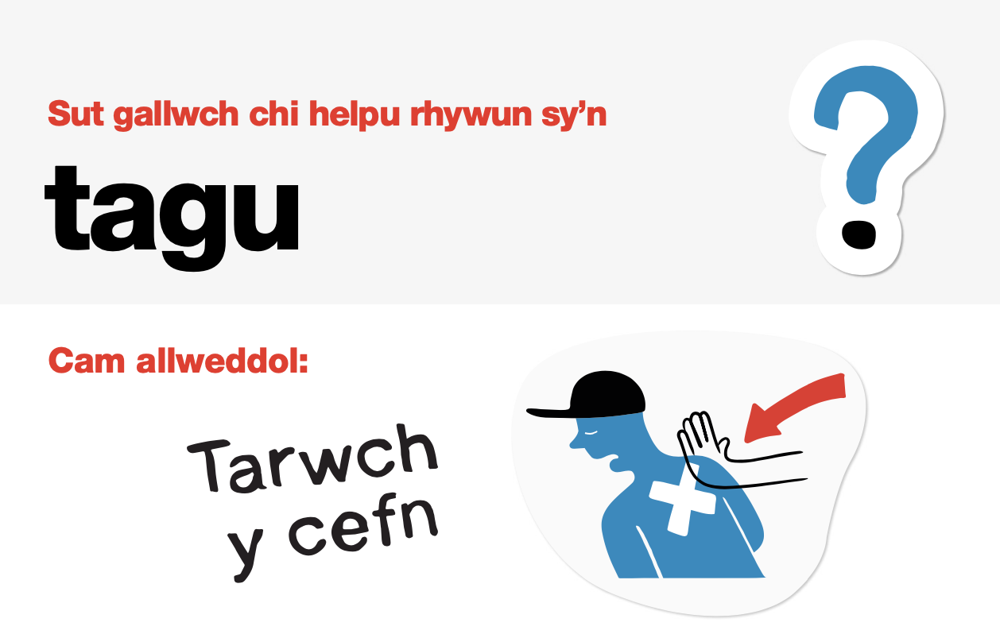 Sut gallwch chi helpu rhywun sy’n
tagu
?
Cam allweddol:
Tarwch
y cefn